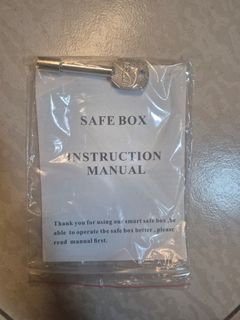 SAFE BOX
INSTRUCTION
MANUAL
Thank you for using our smart safe box ,be
able to operate the safe box better , please
read manual first.